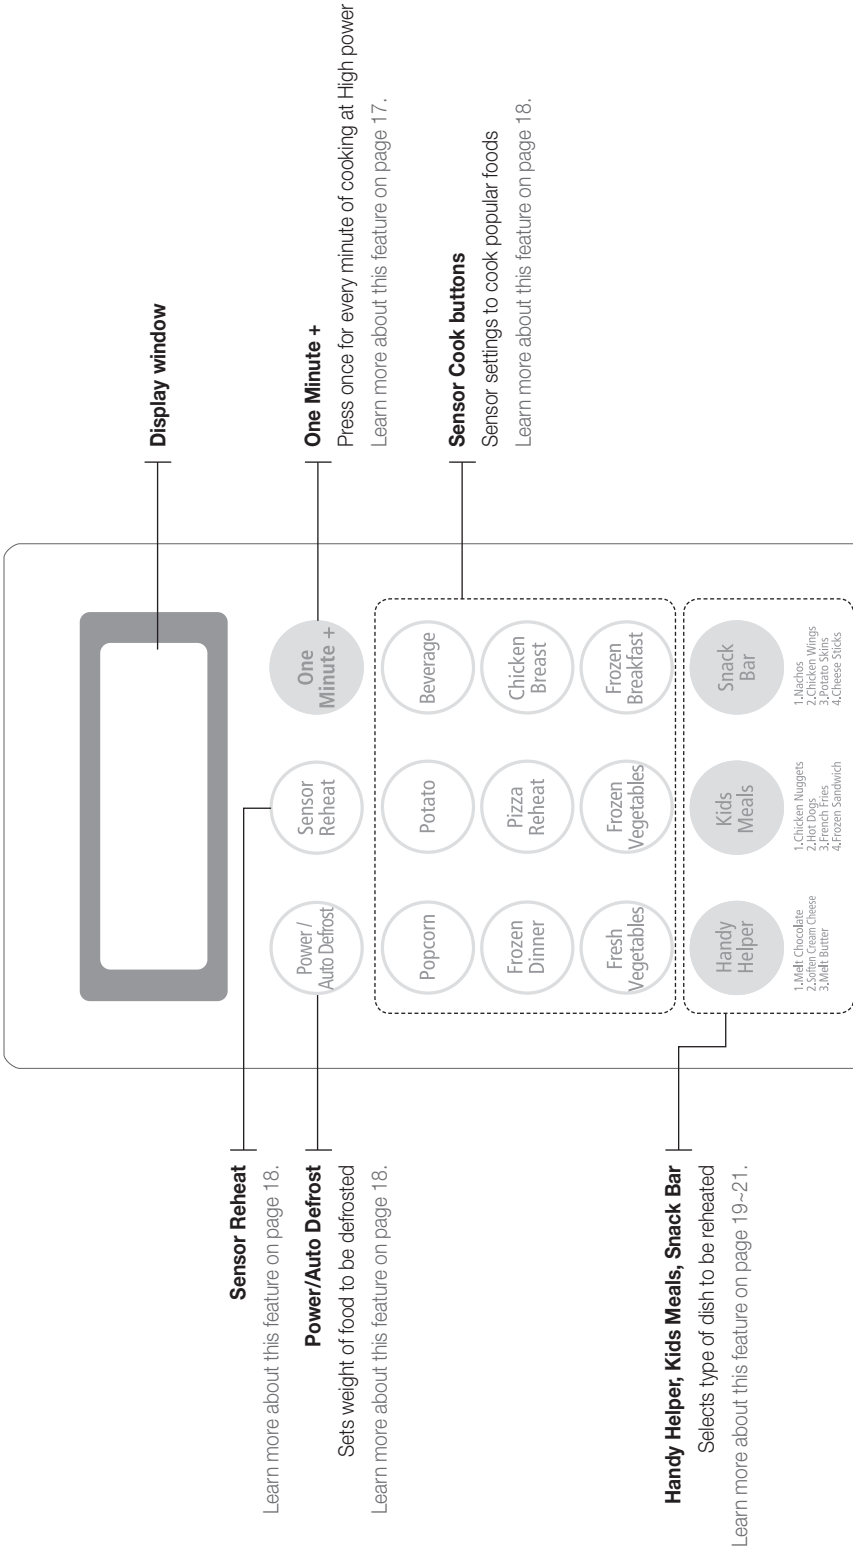 Display window
One Minute +
Press once for every minute of cooking at High power
Learn more about this feature on page 17.
Sensor Cook buttons
Sensor settings to cook popular foods
Learn more about this feature on page 18.
Sensor Reheat
Learn more about this feature on page 18.
Power/Auto Defrost
Sets weight of food to be defrosted
Learn more about this feature on page 18.
Handy Helper, Kids Meals, Snack Bar
Selects type of dish to be reheated
Learn more about this feature on page 19~21.
Power /
Auto Defrost
Sensor
Reheat
One
Minute +
Popcorn
Potato
Beverage
Frozen
Dinner
Pizza
Reheat
Chicken
Breast
Fresh
Vegetables
Frozen
Vegetables
Frozen
Breakfast
Handy
Helper
Kids
Meals
Snack
Bar
1.Melt Chocolate
2.Soften Cream Cheese
3.Melt Butter
1.Chicken Nuggets
2.Hot Dogs
3.French Fries
4.Frozen Sandwich
1.Nachos
2.Chicken Wings
3.Potato Skins
4.Cheese Sticks